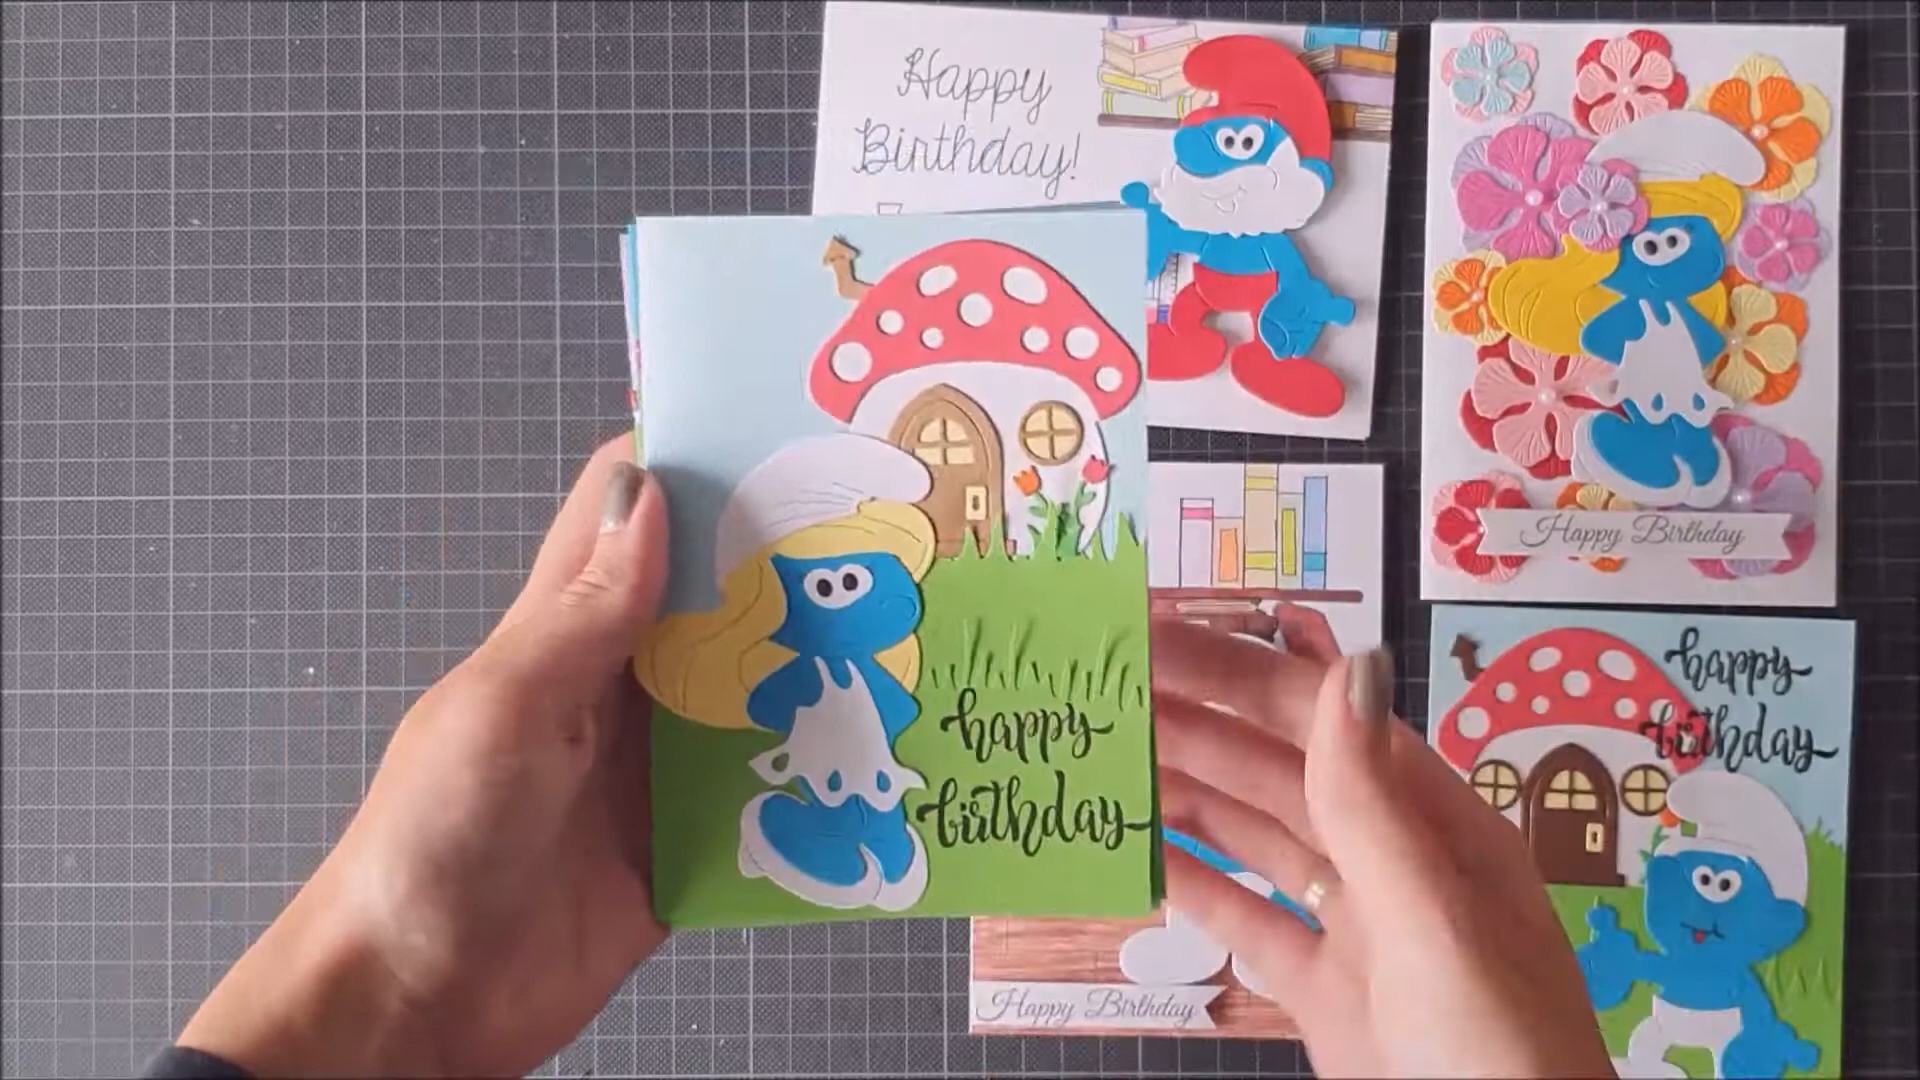 Happy
Birthday!
Happy Birthday
happy
birthday
happy
birthday
Happy Birthday